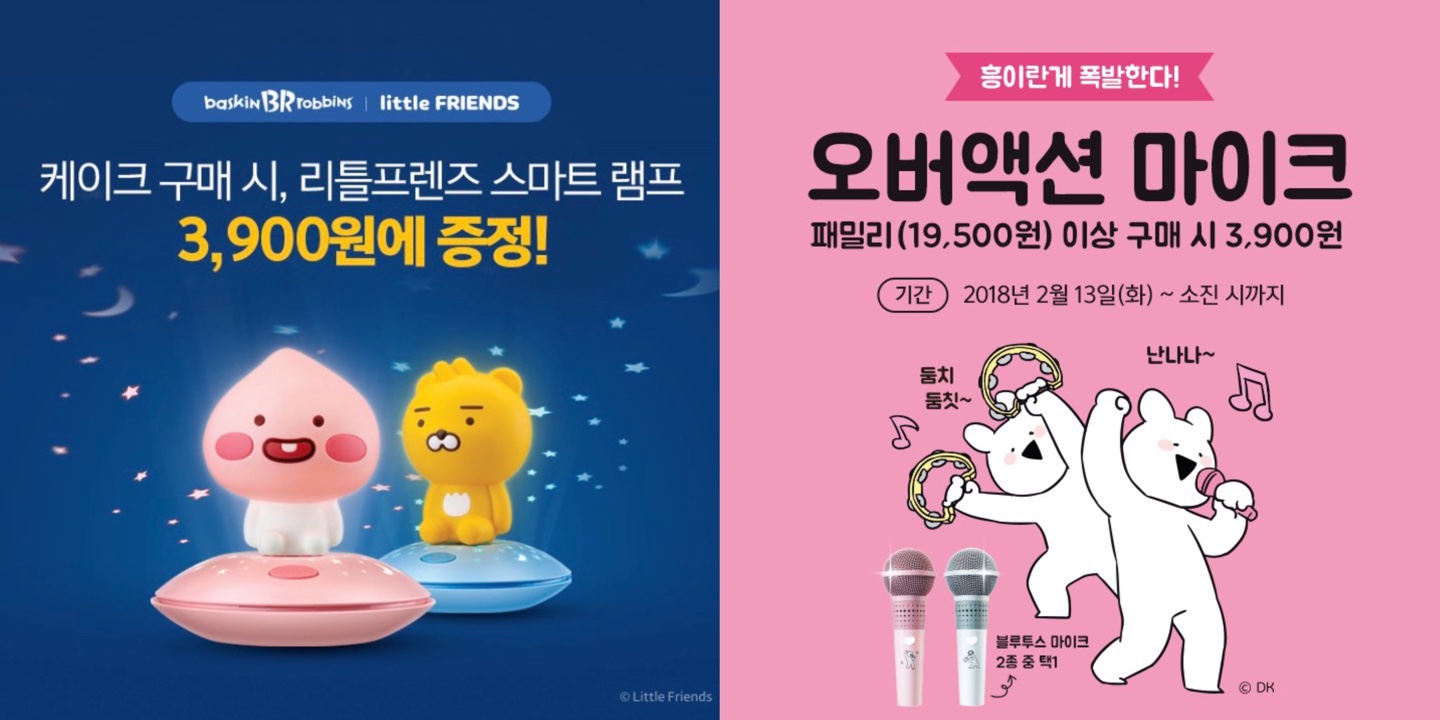 baskin BR robbins | little FRIENDS
케이크 구매 시, 리틀프렌즈 스마트 램프
3,900원에 증정!
© Little Friends
흥이란게 폭발한다!
오버액션 마이크
패밀리(19,500원) 이상 구매 시 3,900원
기간 2018년 2월 13일(화) ~ 소진 시까지
난나나~
둠치
둠칫~
블루투스 마이크
2종 중 택1
© DK